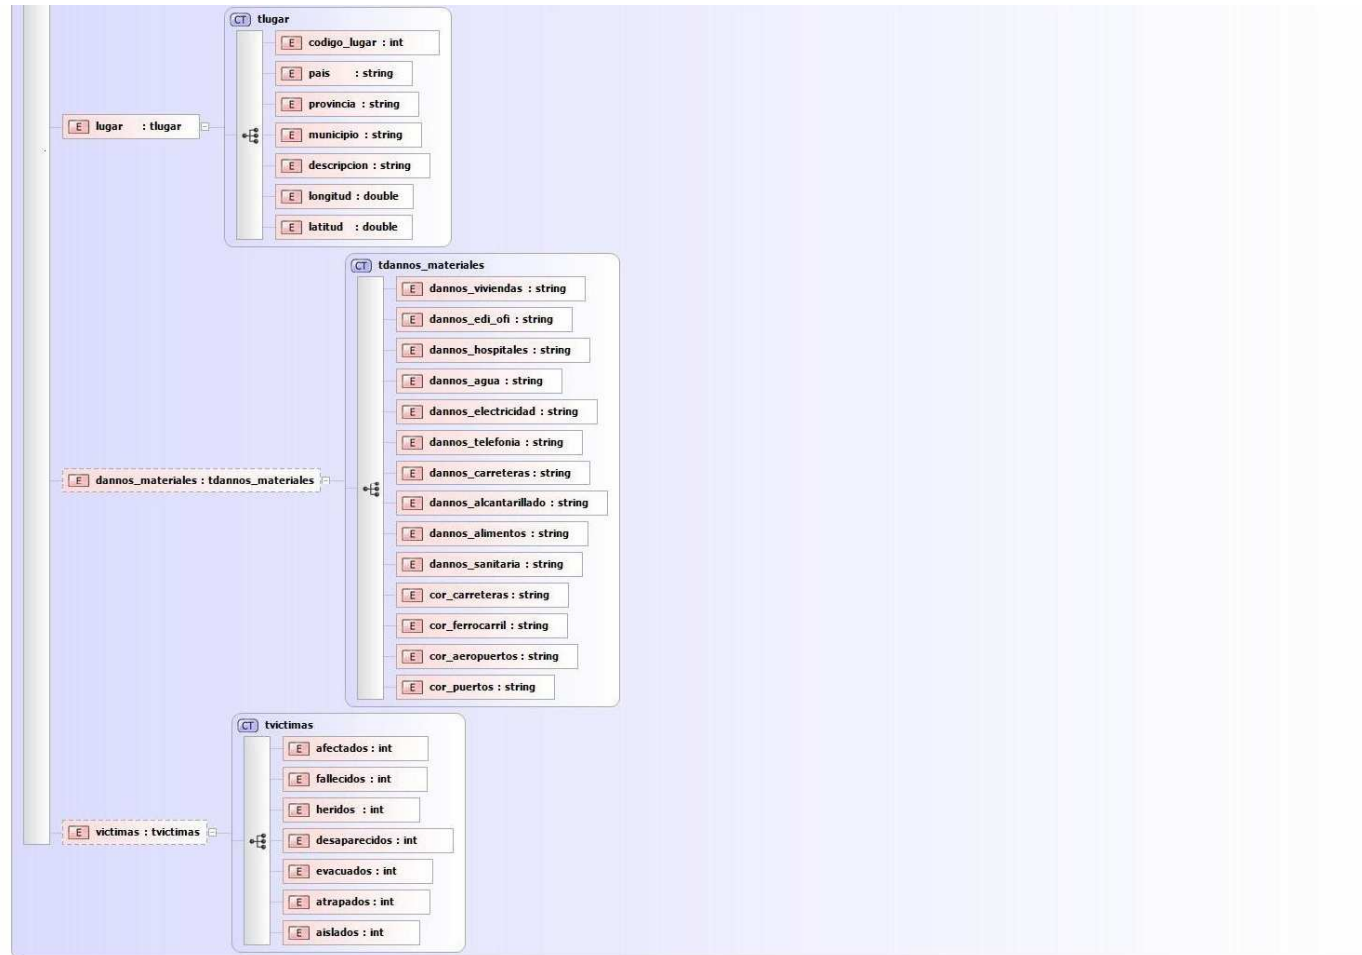 CT tlugar
E codigo_lugar : int
E pais : string
E provincia : string
E lugar : tlugar
E municipio : string
E descripcion : string
E longitud : double
E latitud : double
CT tdannos_materiales
E dannos_viviendas : string
E dannos_edi_ofi : string
E dannos_hospitales : string
E dannos_agua : string
E dannos_electricidad : string
E dannos_telefonia : string
E dannos_carreteras : string
E dannos_materiales : tdannos_materiales
E dannos_alcantarillado : string
E dannos_alimentos : string
E dannos_sanitaria : string
E cor_carreteras : string
E cor_ferrocarril : string
E cor_aeropuertos : string
E cor_puertos : string
CT tvictimas
E afectados : int
E fallecidos : int
E heridos : int
E victimas : tvictimas
E desaparecidos : int
E evacuados : int
E atrapados : int
E aislados : int